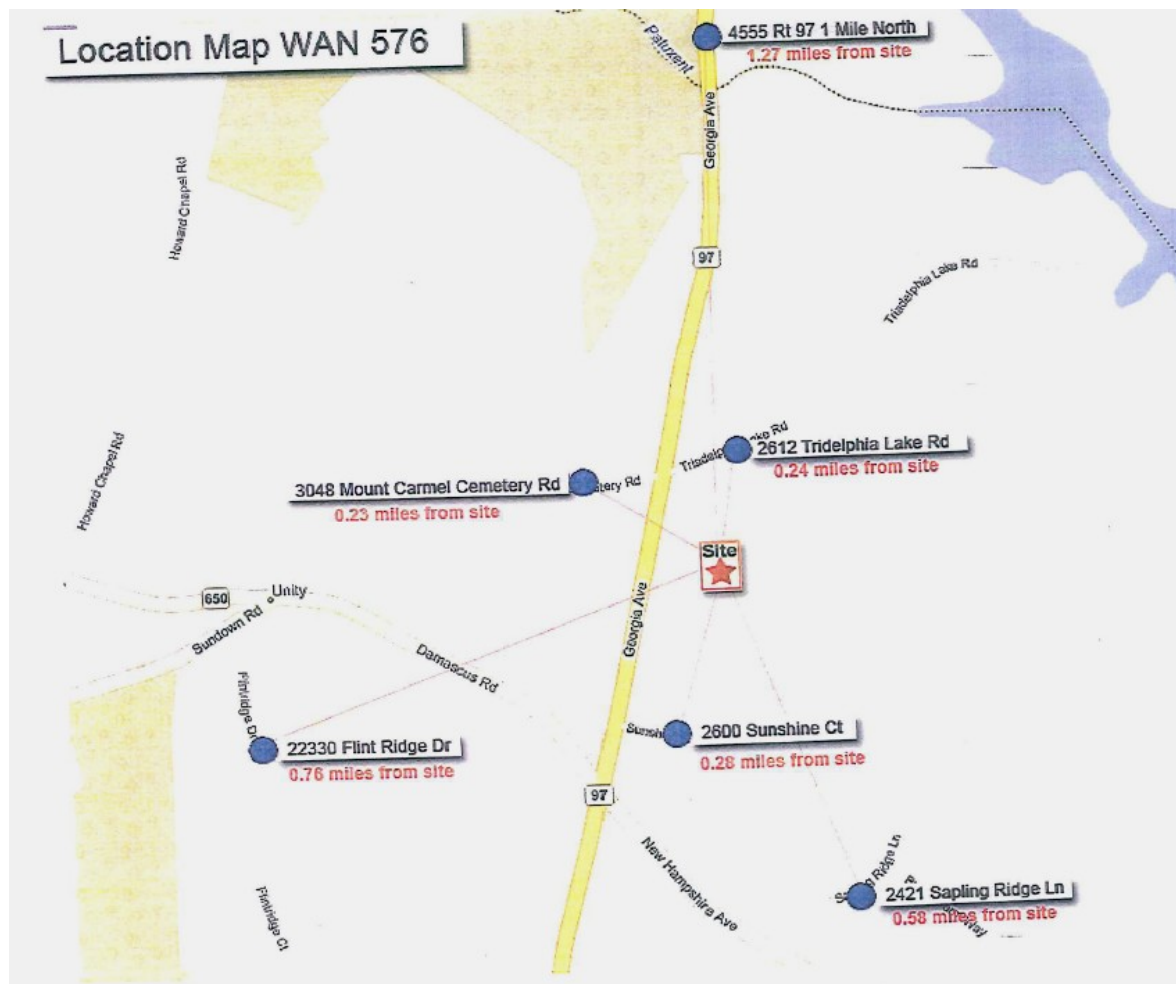 Location Map WAN 576
4555 Rt 97 1 Mile North
1.27 miles from site
Patuxent
Georgia Ave
Howard Chapel Rd
97
Triadelphia Lake Rd
2612 Tridelphia Lake Rd
0.24 miles from site
Howard Chapel Rd
3048 Mount Carmel Cemetery Rd
0.23 miles from site
Site
650
Unity
Sundown Rd
Georgia Ave
Damascus Rd
Flintridge Dr
22330 Flint Ridge Dr
0.76 miles from site
2600 Sunshine Ct
0.28 miles from site
97
New Hampshire Ave
Ridge Ln
2421 Sapling Ridge Ln
0.58 miles from site
Flintridge Ct